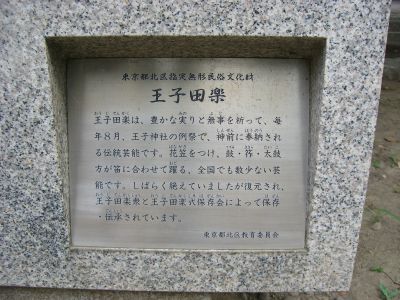 東京都北区指定無形民俗文化財
王子田楽
王子田楽は、豊かな実りと無事を祈って、毎
年8月、王子神社の例祭で、神前に奉納され
る伝統芸能です。花笠をつけ、鼓・笮・太鼓
方が笛に合わせて躍る、全国でも数少ない芸
能です。しばらく絶えていましたが復元され、
王子田楽衆と王子田楽式保存会によって保存
・伝承されています。
東京都北区教育委員会